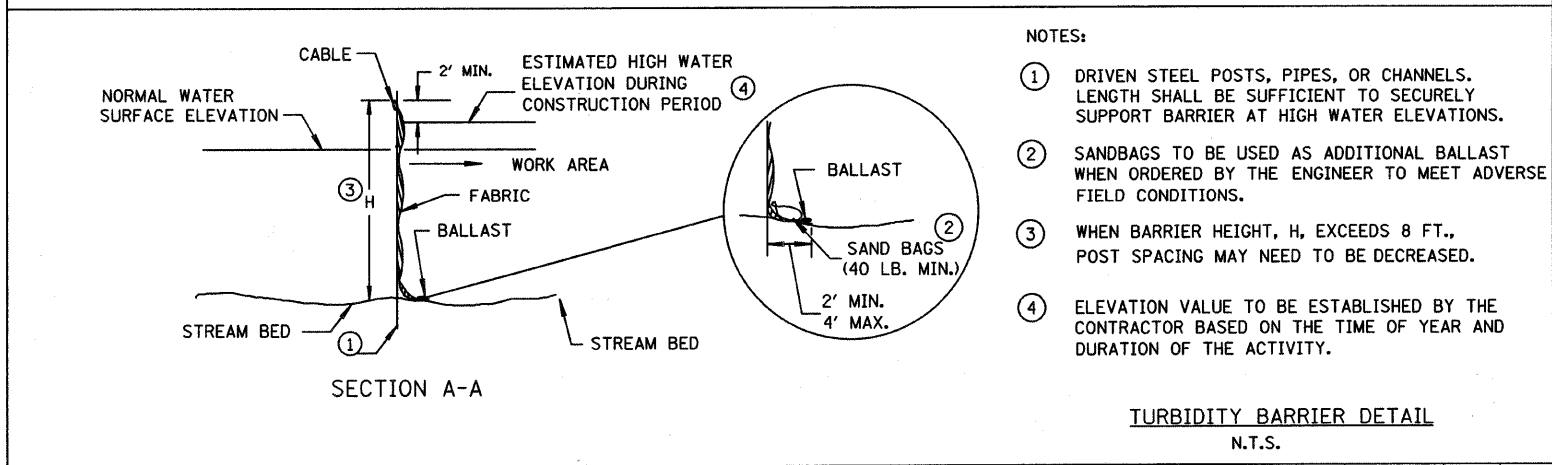 CABLE
2' MIN.
ESTIMATED HIGH WATER
ELEVATION DURING
CONSTRUCTION PERIOD ④
NORMAL WATER
SURFACE ELEVATION
WORK AREA
③ H
FABRIC
BALLAST
STREAM BED
①
STREAM BED
SECTION A-A
BALLAST
②
SAND BAGS
(40 LB. MIN.)
2' MIN.
4' MAX.
NOTES:
① DRIVEN STEEL POSTS, PIPES, OR CHANNELS.
LENGTH SHALL BE SUFFICIENT TO SECURELY
SUPPORT BARRIER AT HIGH WATER ELEVATIONS.
② SANDBAGS TO BE USED AS ADDITIONAL BALLAST
WHEN ORDERED BY THE ENGINEER TO MEET ADVERSE
FIELD CONDITIONS.
③ WHEN BARRIER HEIGHT, H, EXCEEDS 8 FT.,
POST SPACING MAY NEED TO BE DECREASED.
④ ELEVATION VALUE TO BE ESTABLISHED BY THE
CONTRACTOR BASED ON THE TIME OF YEAR AND
DURATION OF THE ACTIVITY.
TURBIDITY BARRIER DETAIL
N.T.S.